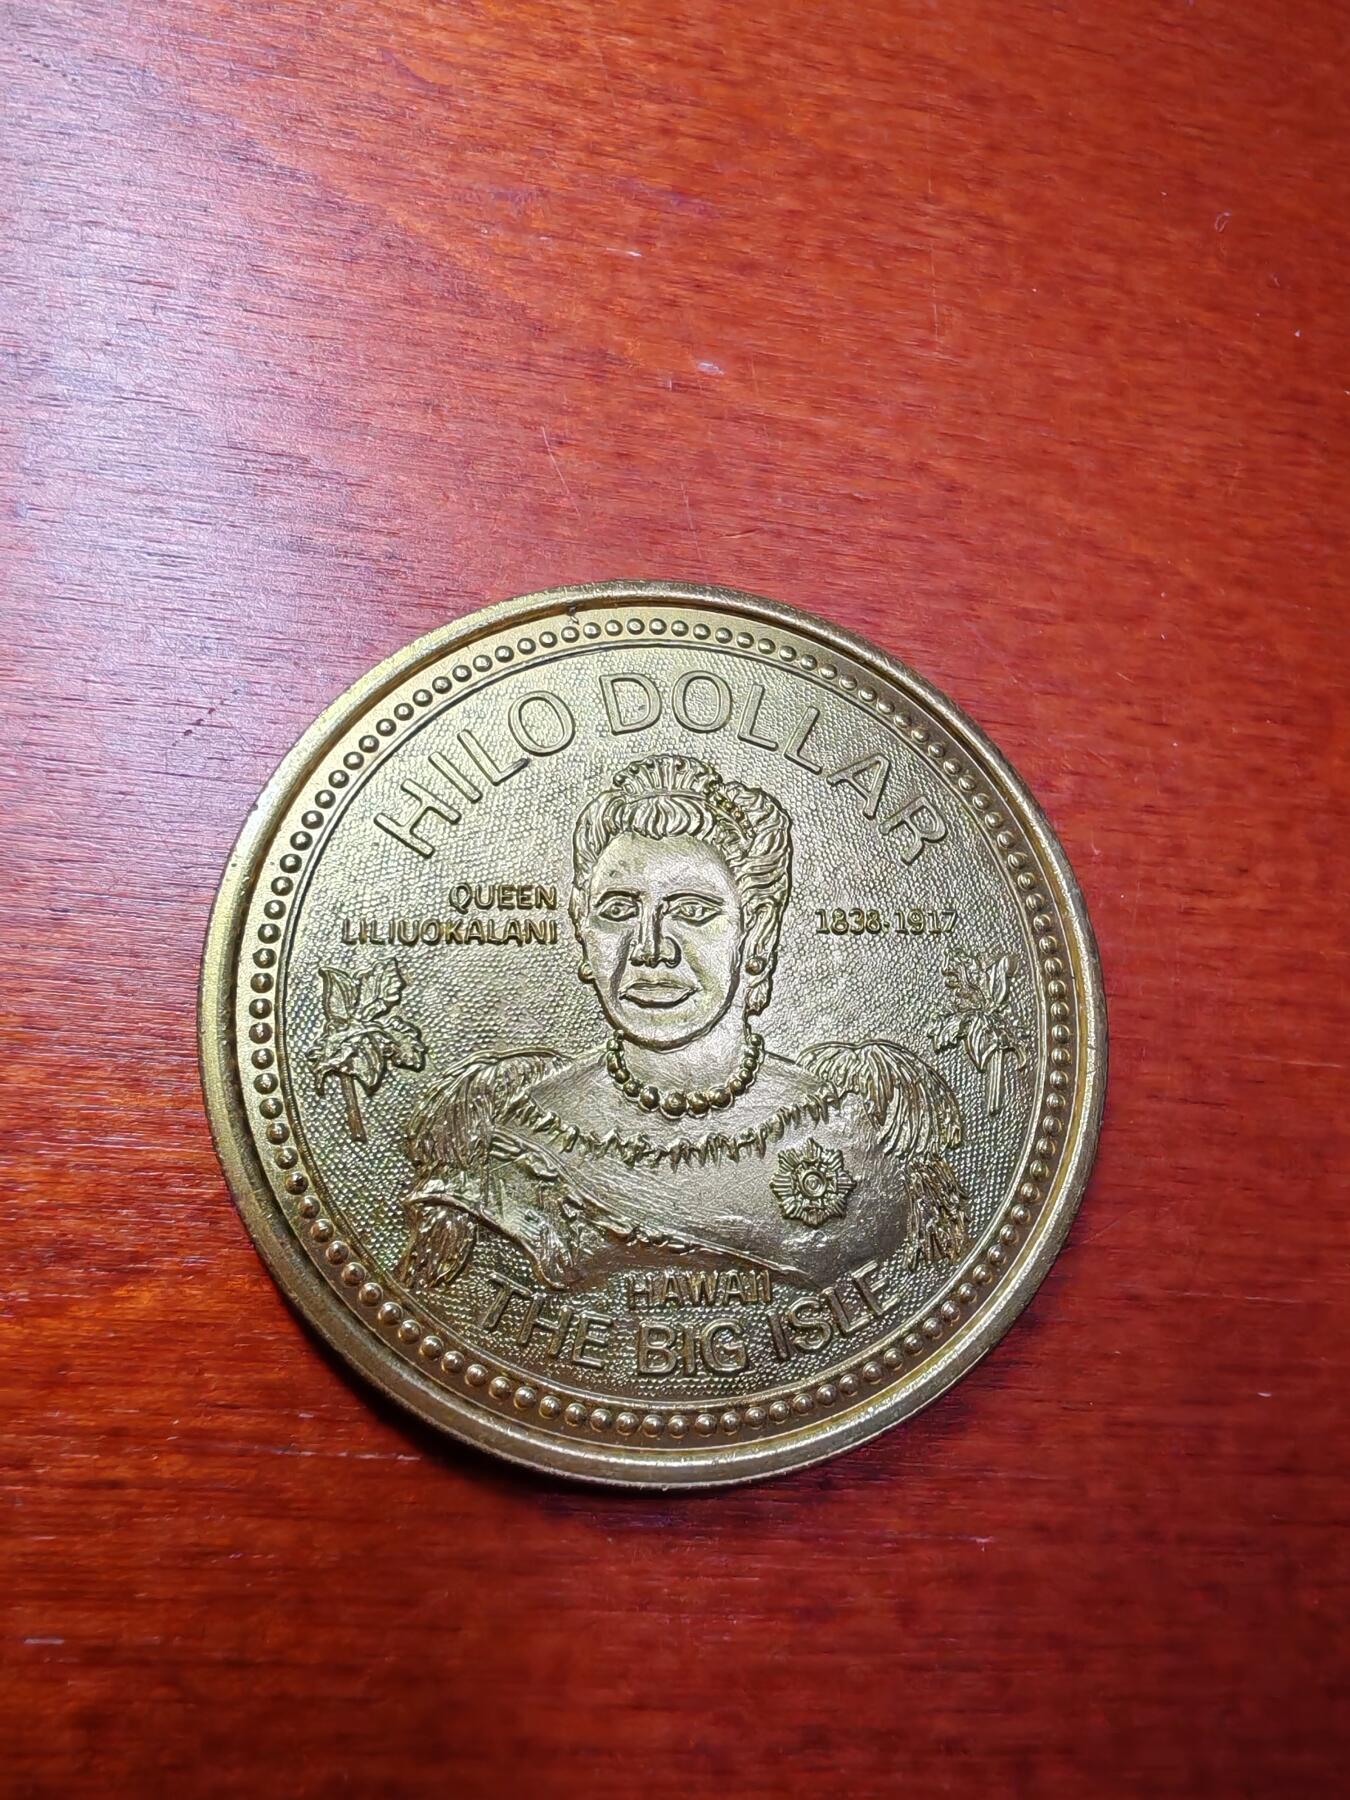 HILO DOLLAR
QUEEN
LILIUOKALANI
1838-1917
HAWAII
THE BIG ISLE